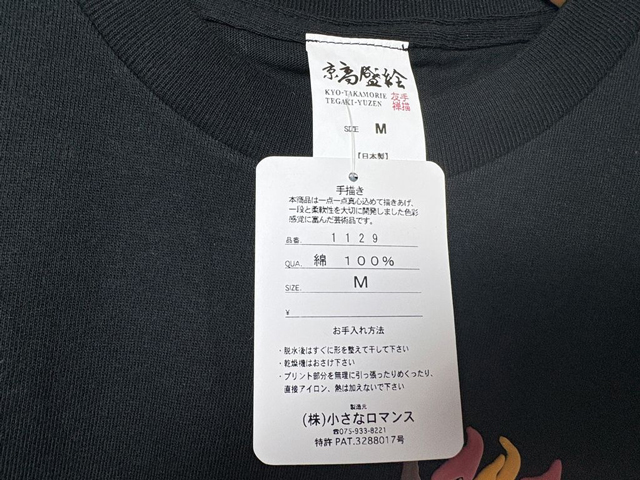 京高盛絵
KYO-TAKAMORIE
TEGAKI-YUZEN
手描
友禅
SIZE M
【日本製】
手描き
本商品は一点一点真心込めて描きあげ、
一段と柔軟性を大切に開発しました色彩
感覚に富んだ芸術品です。
品番. 1129
QUA. 綿 100%
SIZE. M
¥
お手入れ方法
・脱水後はすぐに形を整えて干して下さい
・乾燥機はおさけ下さい
・プリント部分を無理に引っ張ったりめくったり、
直接アイロン、熱は加えないで下さい
製造元
(株)小さなロマンス
☎075-933-8221
特許 PAT.3288017号